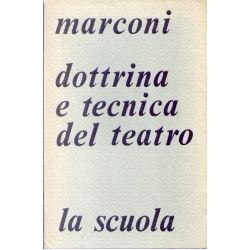 marconi
dottrina
e tecnica
del teatro
la scuola